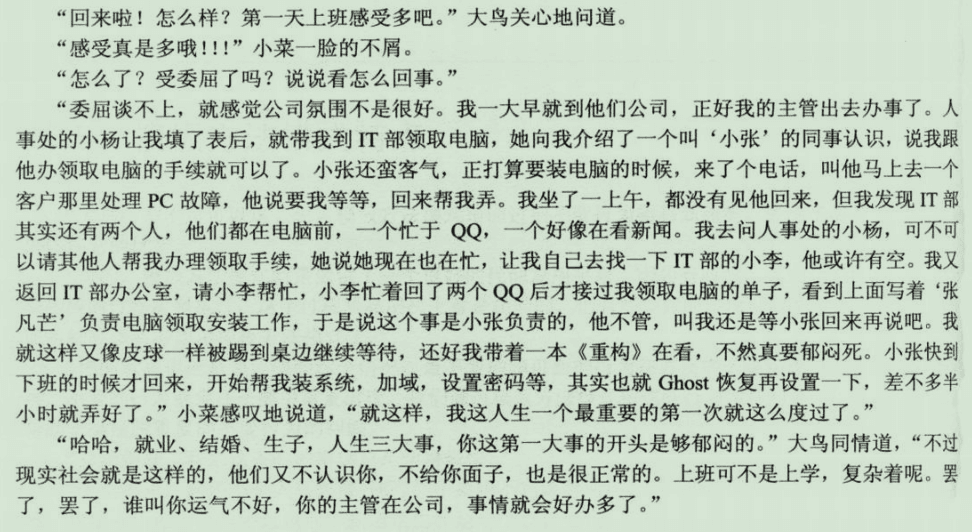 “回来啦！怎么样？第一天上班感受多吧。”大鸟关心地问道。
“感受真是多哦!!!”小菜一脸的不屑。
“怎么了？受委屈了吗？说说看怎么回事。”
“委屈谈不上，就感觉公司氛围不是很好。我一大早就到他们公司，正好我的主管出去办事了。人
事处的小杨让我填了表后，就带我到 IT 部领取电脑，她向我介绍了一个叫‘小张’的同事认识，说我跟
他办领取电脑的手续就可以了。小张还蛮客气，正打算要装电脑的时候，来了个电话，叫他马上去一个
客户那里处理 PC 故障，他说要我等等，回来帮我弄。我坐了一上午，都没有见他回来，但我发现 IT 部
其实还有两个人，他们都在电脑前，一个忙于 QQ，一个好像在看新闻。我去问人事处的小杨，可不可
以请其他人帮我办理领取手续，她说她现在也在忙，让我自己去找一下 IT 部的小李，他或许有空。我又
返回 IT 部办公室，请小李帮忙，小李忙着回了两个 QQ 后才接过我领取电脑的单子，看到上面写着‘张
凡芒’负责电脑领取安装工作，于是说这个事是小张负责的，他不管，叫我还是等小张回来再说吧。我
就这样又像皮球一样被踢到桌边继续等待，还好我带着一本《重构》在看，不然真要郁闷死。小张快到
下班的时候才回来，开始帮我装系统，加域，设置密码等，其实也就 Ghost 恢复再设置一下，差不多半
小时就弄好了。”小菜感叹地说道，“就这样，我这人生一个最重要的第一次就这么度过了。”
“哈哈，就业、结婚、生子，人生三大事，你这第一大事的开头是够郁闷的。”大鸟同情道，“不过
现实社会就是这样的，他们又不认识你，不给你面子，也是很正常的。上班可不是上学，复杂着呢。罢
了，罢了，谁叫你运气不好，你的主管在公司，事情就会好办多了。”